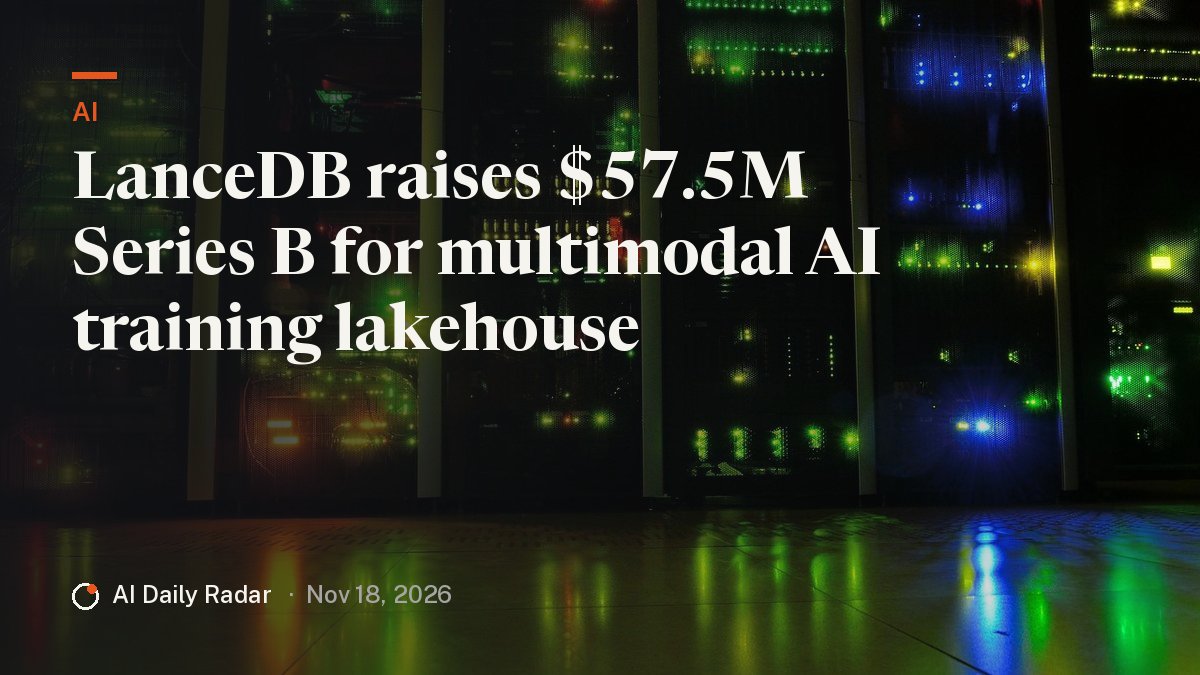 AI
LanceDB raises $57.5M
Series B for multimodal AI
training lakehouse
AI Daily Radar · Nov 18, 2026